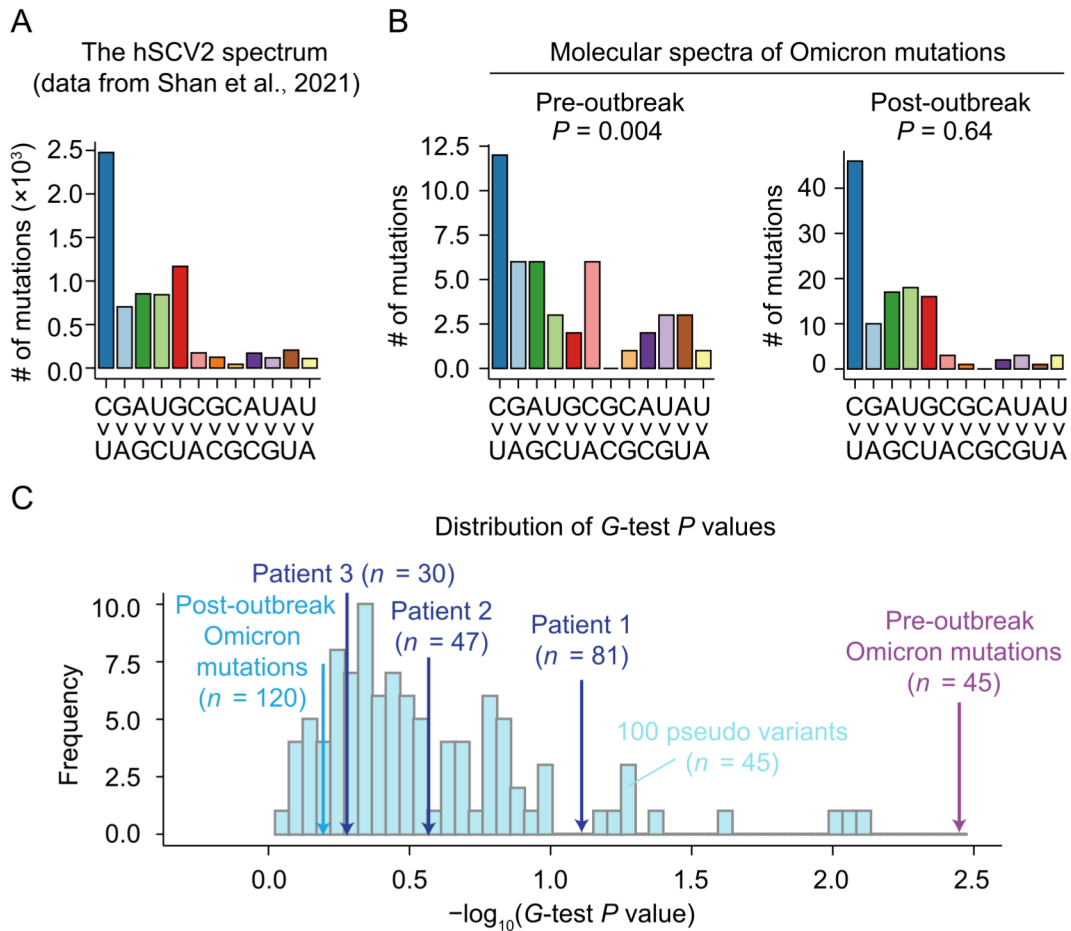 A
The hSCV2 spectrum
(data from Shan et al., 2021)
# of mutations (×10³)
2.5
2.0
1.5
1.0
0.5
0.0
CGAUGCGCAUAU
>>>>>>>>>>>>
UAGCUACGCGUA
B
Molecular spectra of Omicron mutations
Pre-outbreak
P = 0.004
# of mutations
12.5
10.0
7.5
5.0
2.5
0.0
CGAUGCGCAUAU
>>>>>>>>>>>>
UAGCUACGCGUA
Post-outbreak
P = 0.64
# of mutations
40
30
20
10
0
CGAUGCGCAUAU
>>>>>>>>>>>>
UAGCUACGCGUA
C
Distribution of G-test P values
Frequency
10.0
7.5
5.0
2.5
0.0
Post-outbreak
Omicron
mutations
(n = 120)
Patient 3 (n = 30)
Patient 2
(n = 47)
Patient 1
(n = 81)
100 pseudo variants
(n = 45)
Pre-outbreak
Omicron mutations
(n = 45)
0.0 0.5 1.0 1.5 2.0 2.5
−log₁₀(G-test P value)